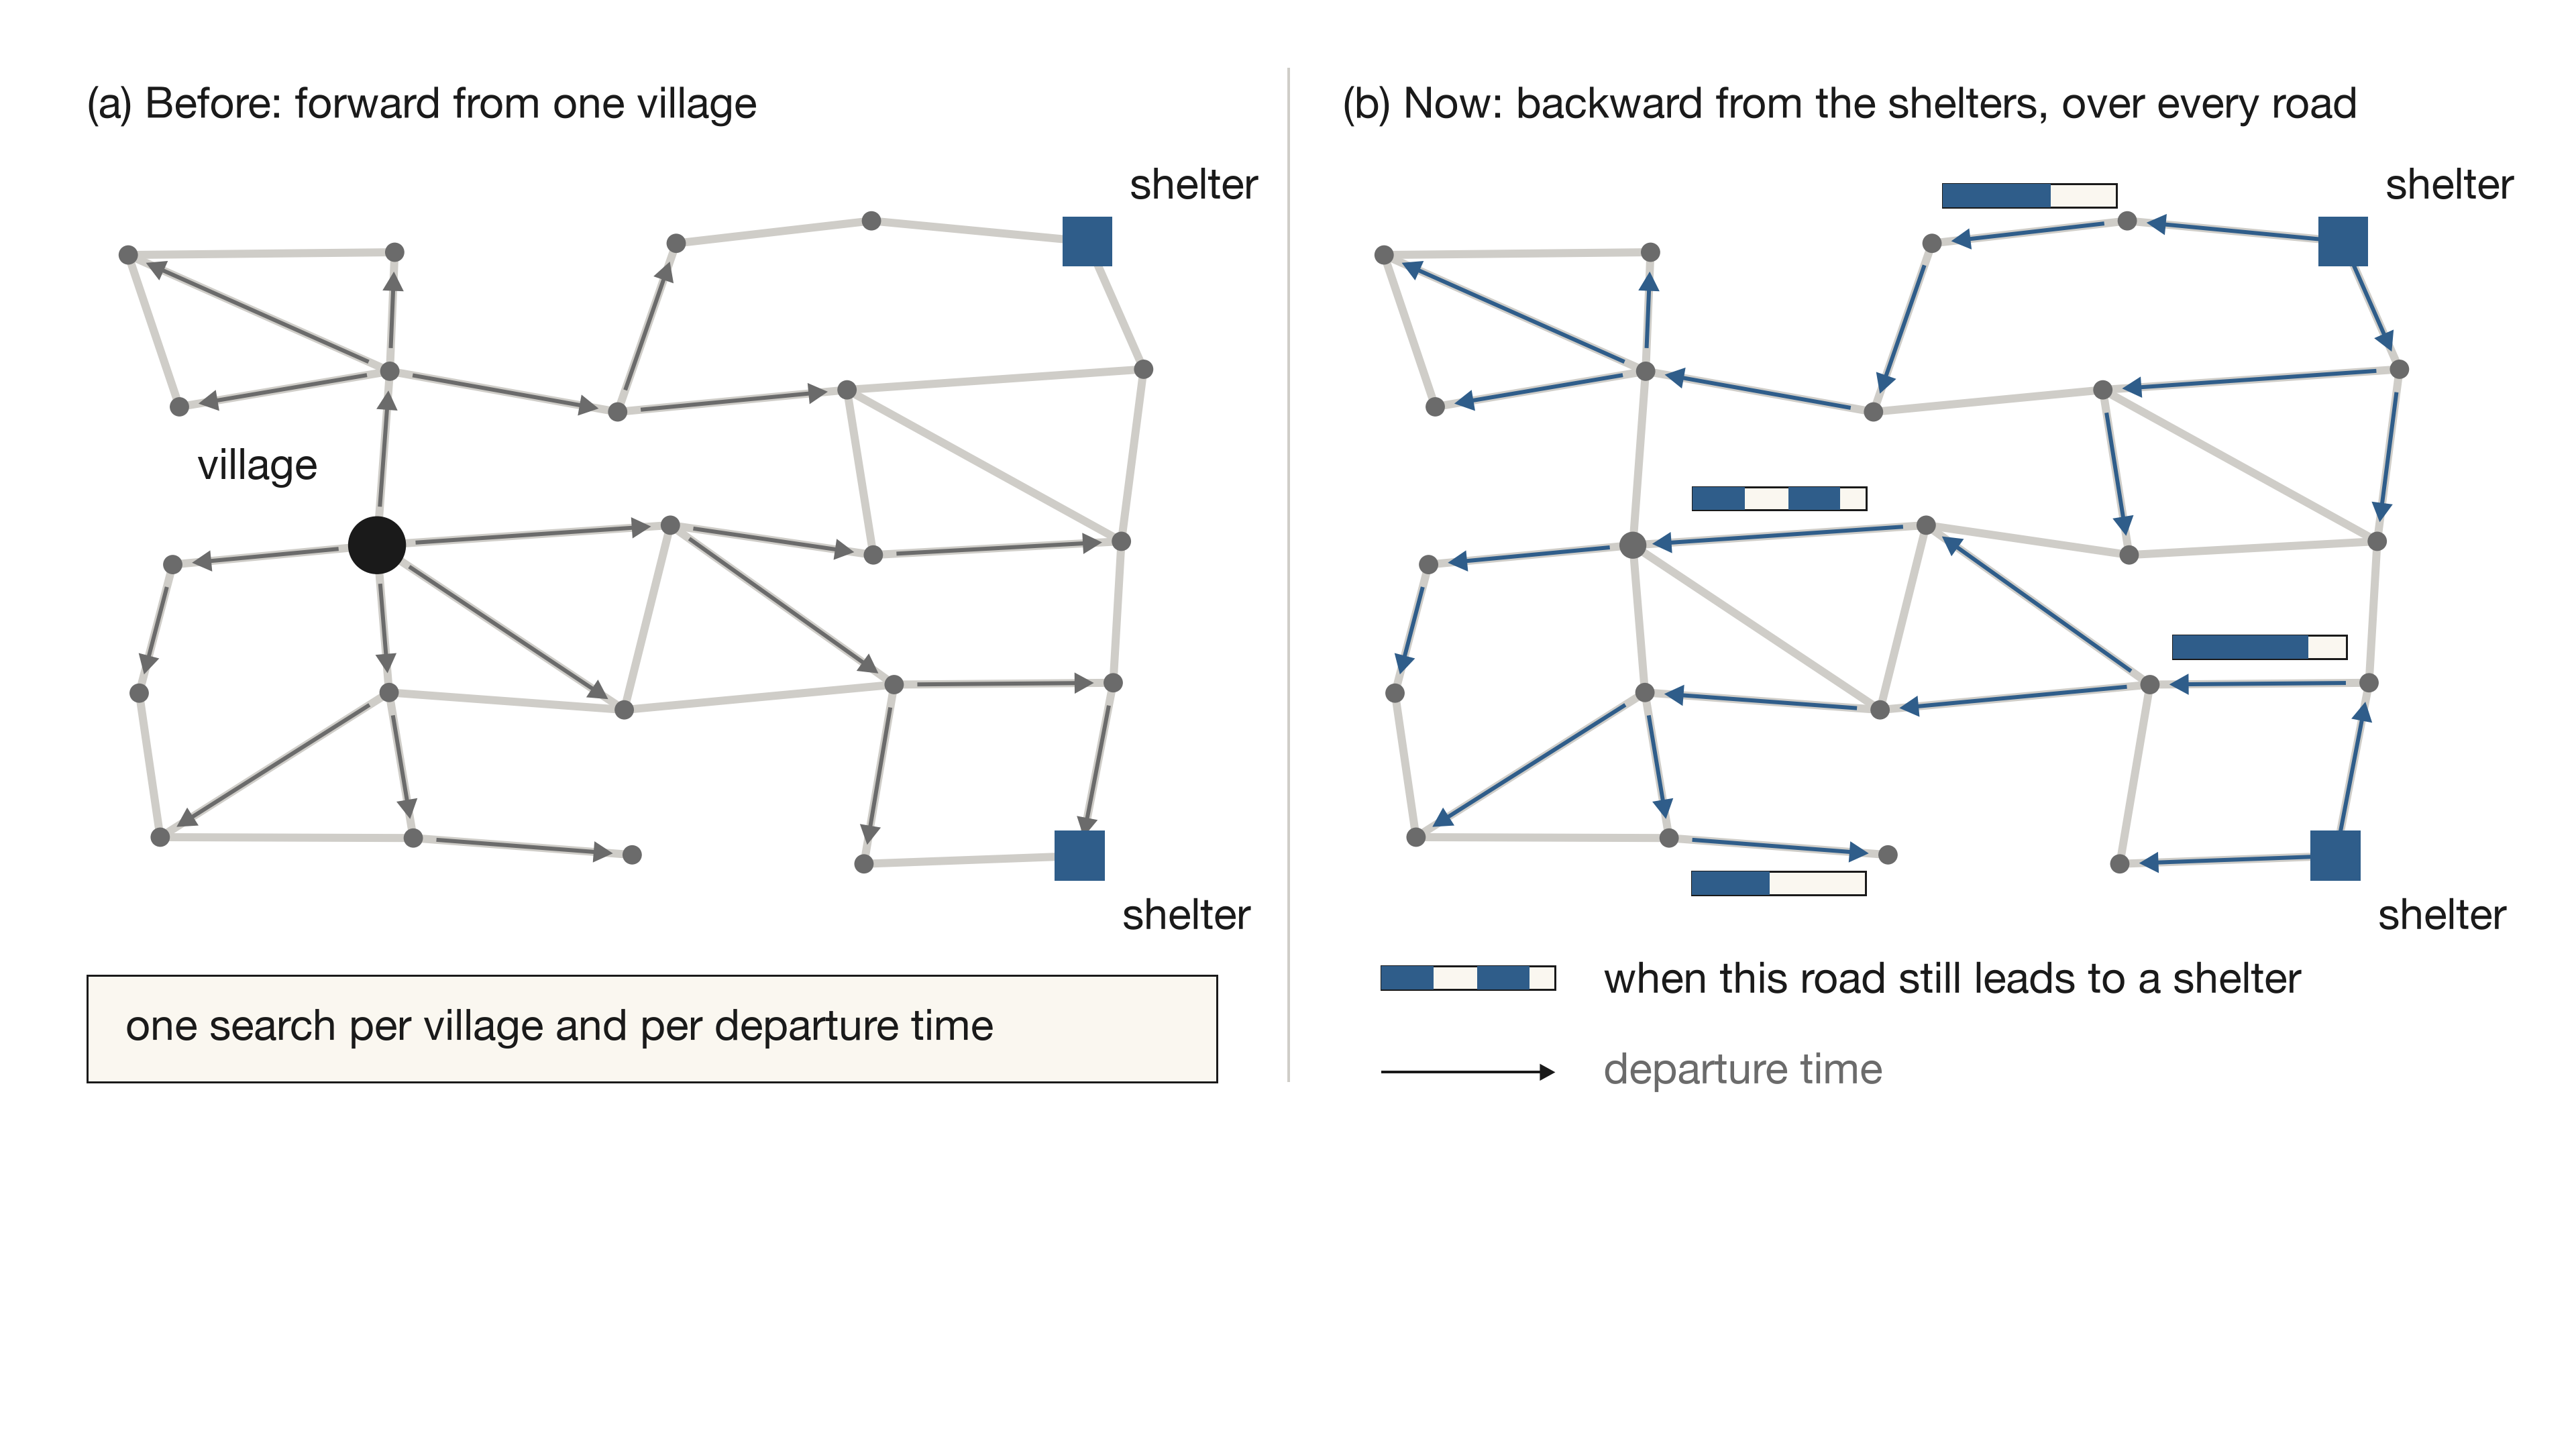 (a) Before: forward from one village
shelter
village
shelter
one search per village and per departure time
(b) Now: backward from the shelters, over every road
shelter
shelter
when this road still leads to a shelter
departure time